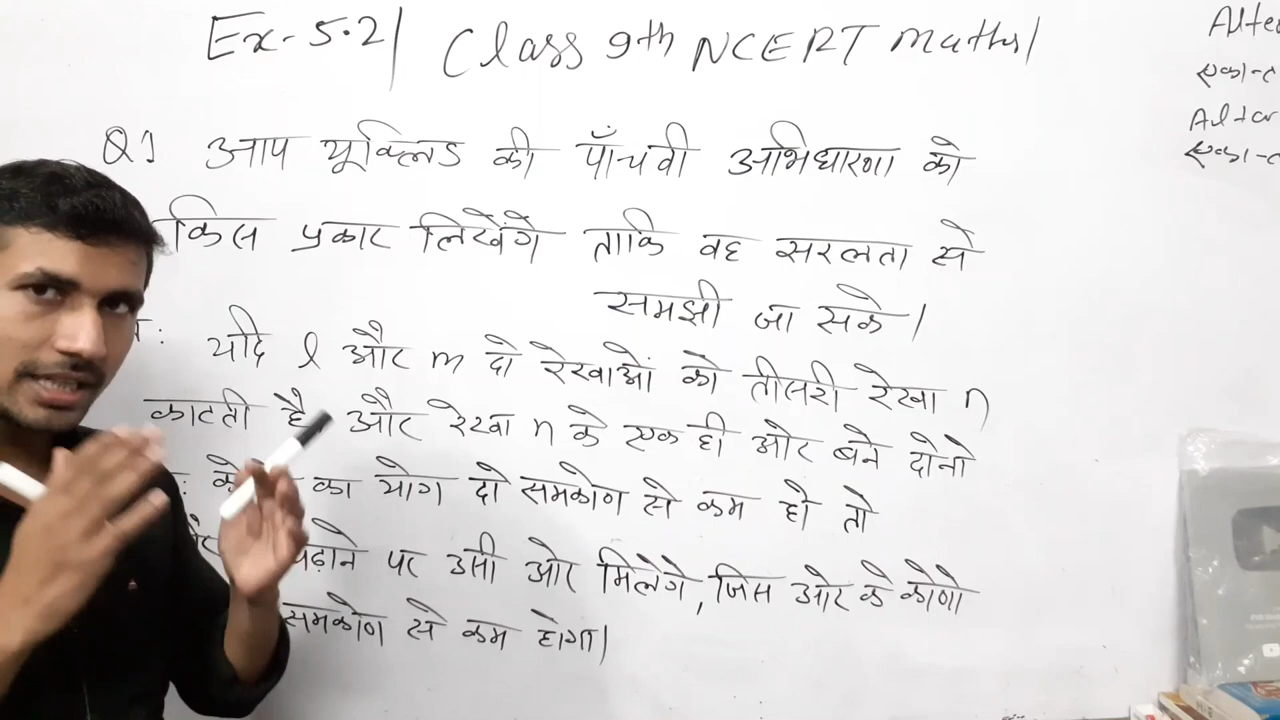 Ex-5.2| Class 9th NCERT maths|
Q1 आप यूक्लिड की पाँचवी अभिधारणा को
किस प्रकार लिखेंगे ताकि वह सरलता से
समझी जा सके।
यदि l और m दो रेखाओं को तीसरी रेखा n
काटती है और रेखा n के एक ही ओर बने दोनो
का योग दो समकोण से कम हो तो
पर उसी ओर मिलेगे, जिस ओर के कोणो
समकोण से कम होगा।